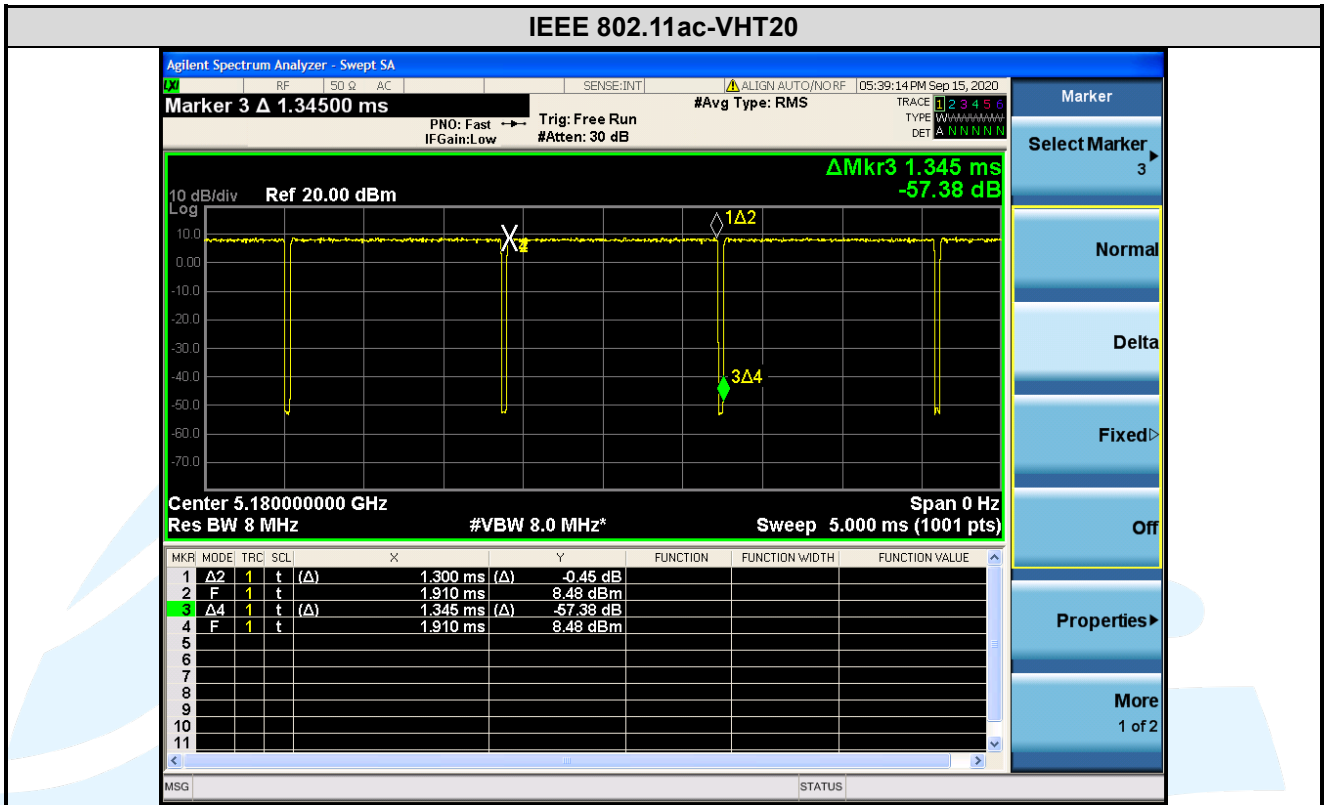 IEEE 802.11ac-VHT20
Agilent Spectrum Analyzer - Swept SA
LXI RF 50 Ω AC SENSE:INT ALIGN AUTO/NO RF 05:39:14 PM Sep 15, 2020
Marker 3 Δ 1.34500 ms
PNO: Fast
IFGain:Low
Trig: Free Run
#Atten: 30 dB
#Avg Type: RMS
TRACE 1 2 3 4 5 6
TYPE WWWWWW
DET A N N N N N
ΔMkr3 1.345 ms
-57.38 dB
10 dB/div Ref 20.00 dBm
Log
10.0
0.00
-10.0
-20.0
-30.0
-40.0
-50.0
-60.0
-70.0
1Δ2
3Δ4
Center 5.180000000 GHz Span 0 Hz
Res BW 8 MHz #VBW 8.0 MHz* Sweep 5.000 ms (1001 pts)
MKR MODE TRC SCL X Y FUNCTION FUNCTION WIDTH FUNCTION VALUE
1 Δ2 1 t (Δ) 1.300 ms (Δ) -0.45 dB
2 F 1 t 1.910 ms 8.48 dBm
3 Δ4 1 t (Δ) 1.345 ms (Δ) -57.38 dB
4 F 1 t 1.910 ms 8.48 dBm
5
6
7
8
9
10
11
MSG STATUS
Marker
Select Marker
3
Normal
Delta
Fixed
Off
Properties
More
1 of 2